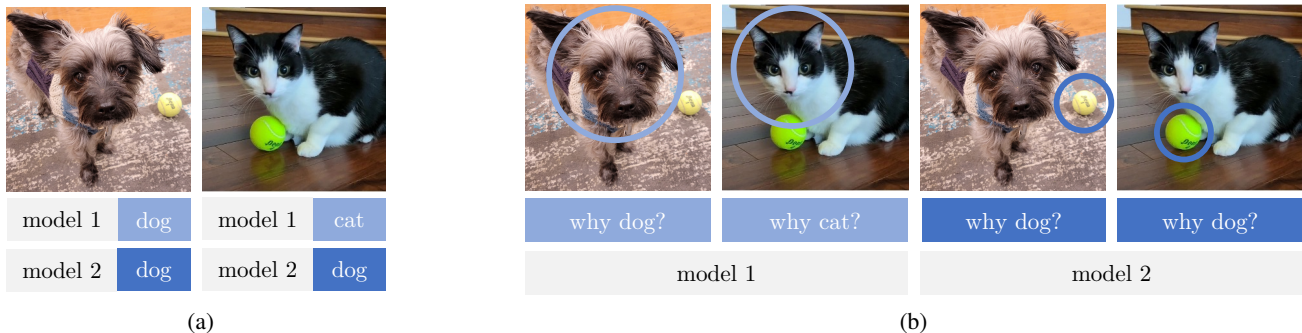 model 1 dog
model 1 cat
model 2 dog
model 2 dog
(a)
why dog?
why cat?
why dog?
why dog?
model 1
model 2
(b)